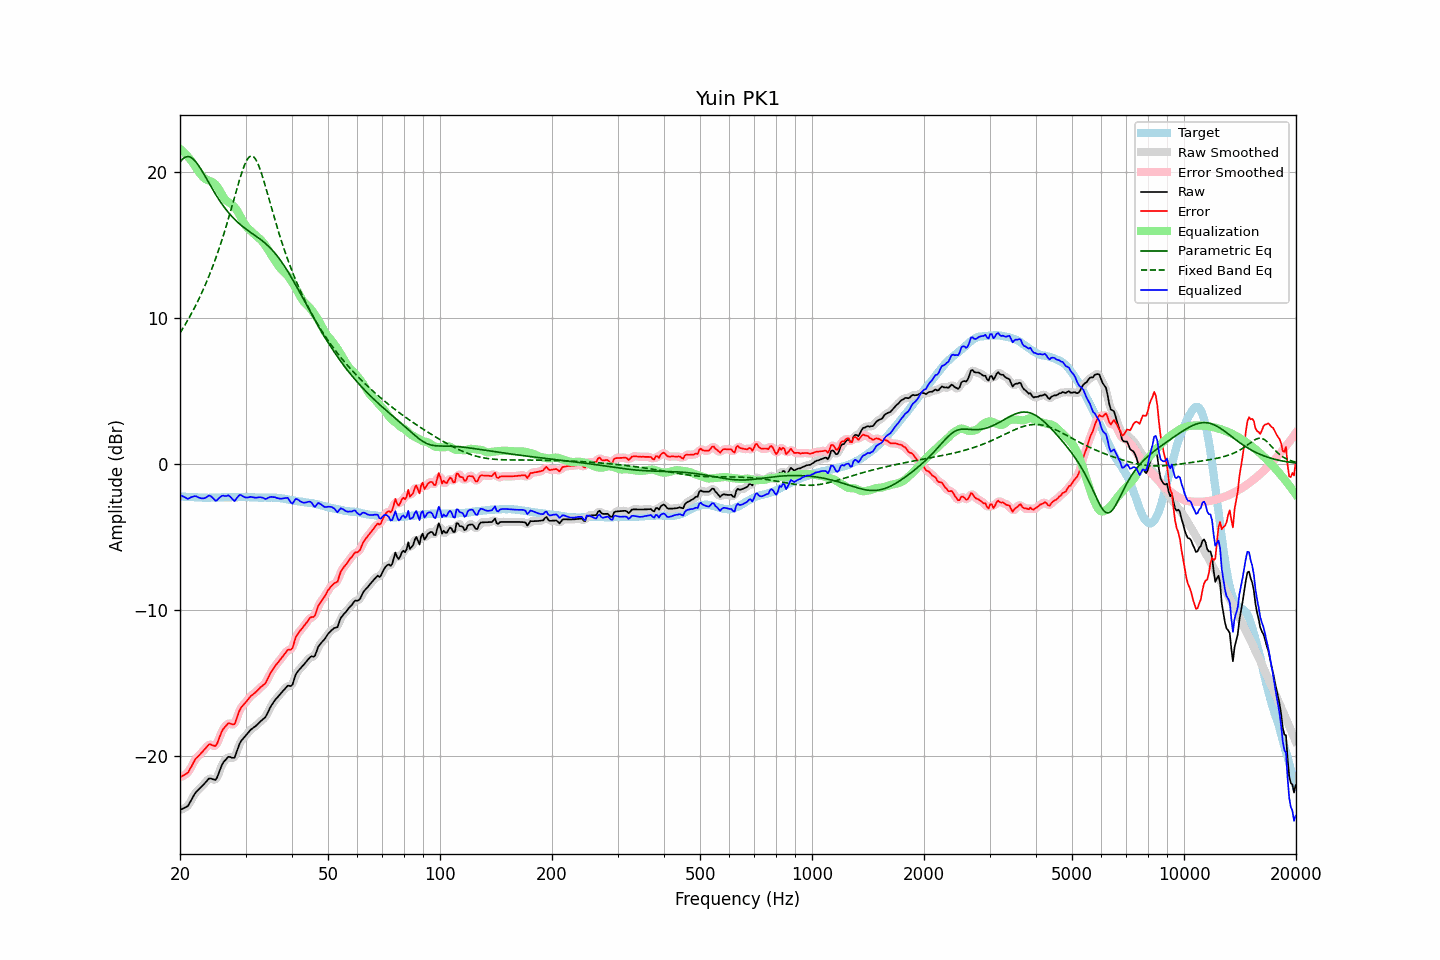 Yuin PK1
Amplitude (dBr)
20
10
0
−10
−20
20
50
100
200
500
1000
2000
5000
10000
20000
Frequency (Hz)
Target
Raw Smoothed
Error Smoothed
Raw
Error
Equalization
Parametric Eq
Fixed Band Eq
Equalized